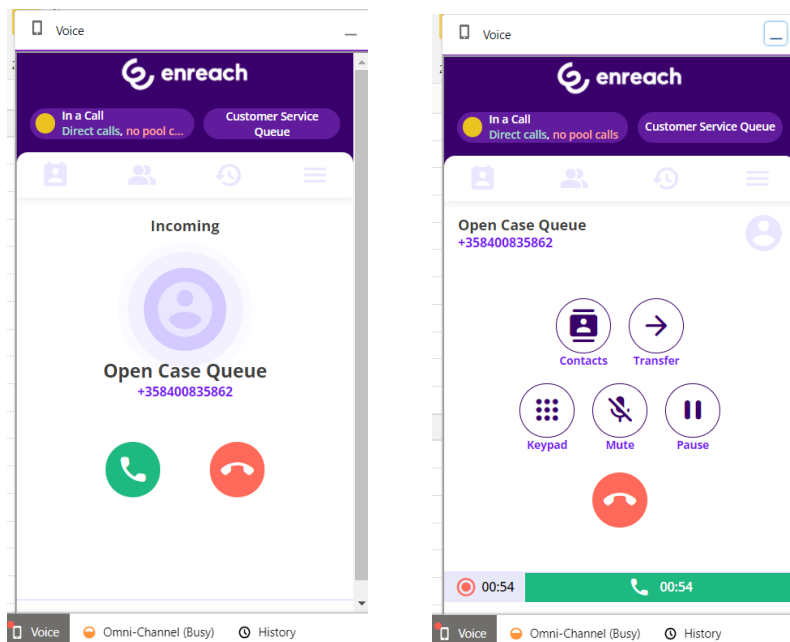 Voice
enreach
In a Call
Direct calls, no pool c...
Customer Service
Queue
Incoming
Open Case Queue
+358400835862
Voice
Omni-Channel (Busy)
History
Voice
enreach
In a Call
Direct calls, no pool calls
Customer Service Queue
Open Case Queue
+358400835862
Contacts
Transfer
Keypad
Mute
Pause
00:54
00:54
Voice
Omni-Channel (Busy)
History